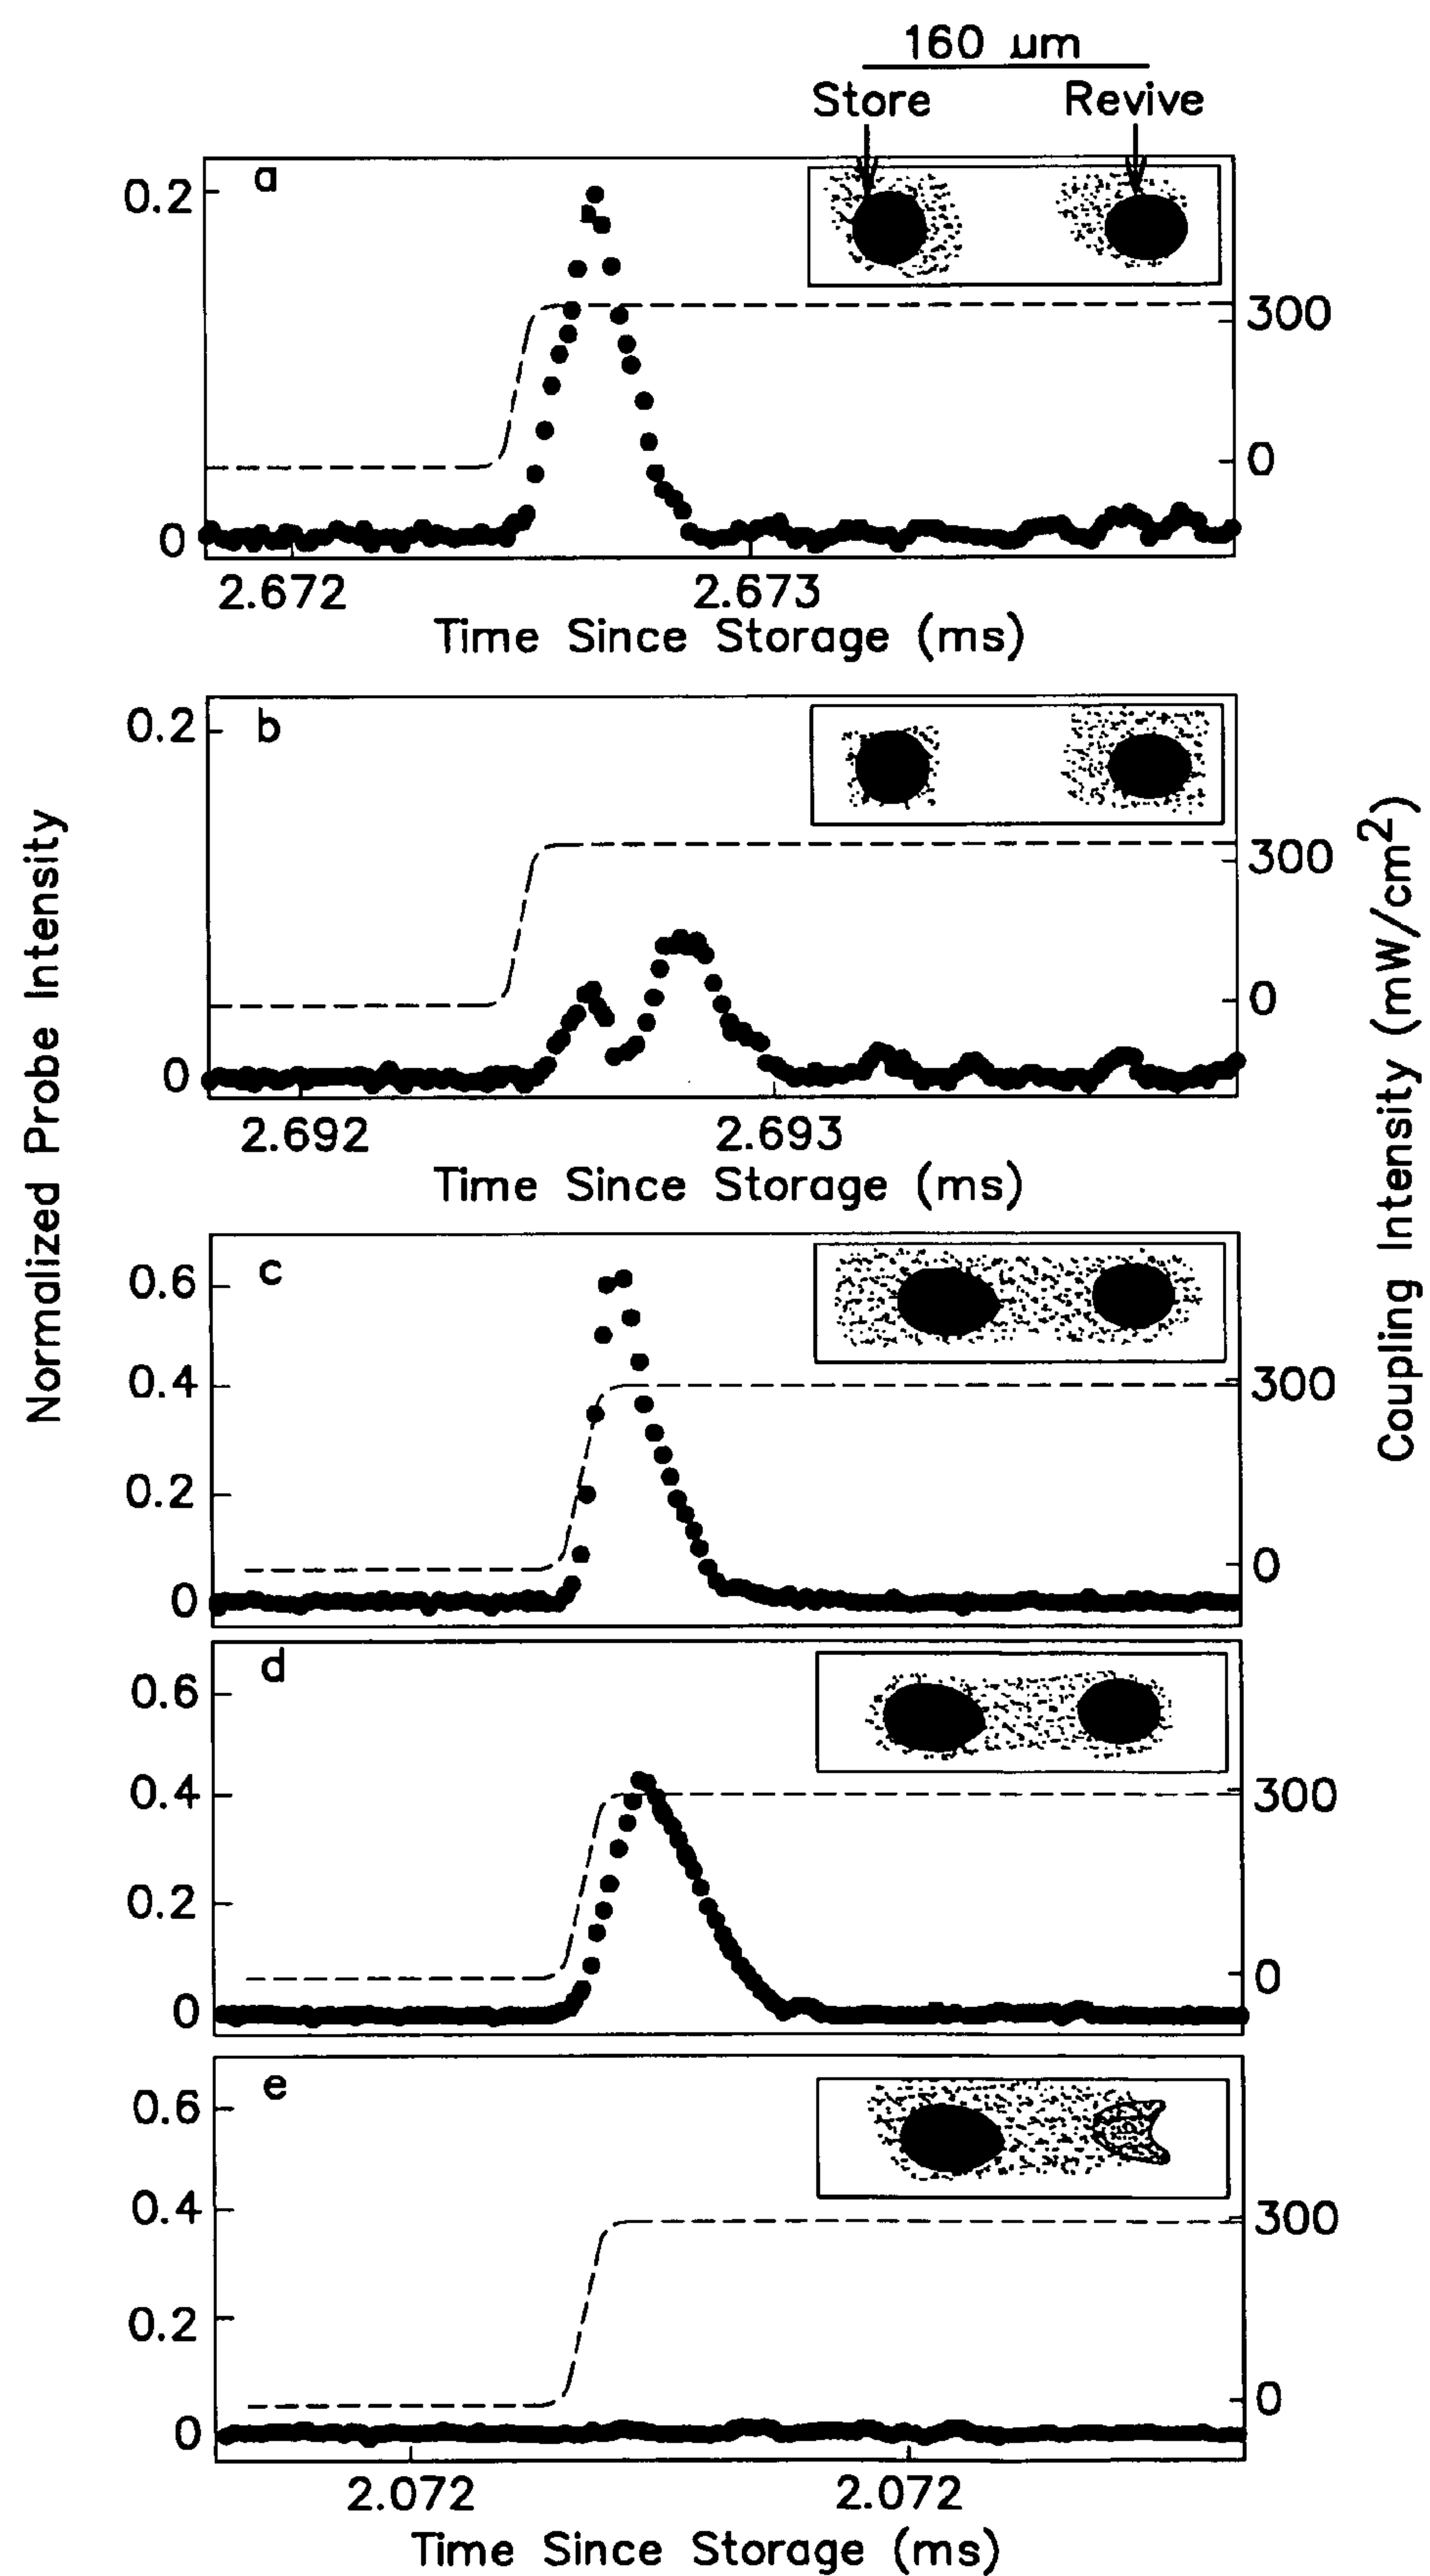 160 µm
Store Revive
a
0.2
300
0
0
2.672 2.673
Time Since Storage (ms)
b
0.2
300
0
0
2.692 2.693
Time Since Storage (ms)
Normalized Probe Intensity
Coupling Intensity (mW/cm²)
c
0.6
0.4
300
0.2
0
0
d
0.6
0.4
300
0.2
0
0
e
0.6
0.4
300
0.2
0
0
2.072 2.072
Time Since Storage (ms)